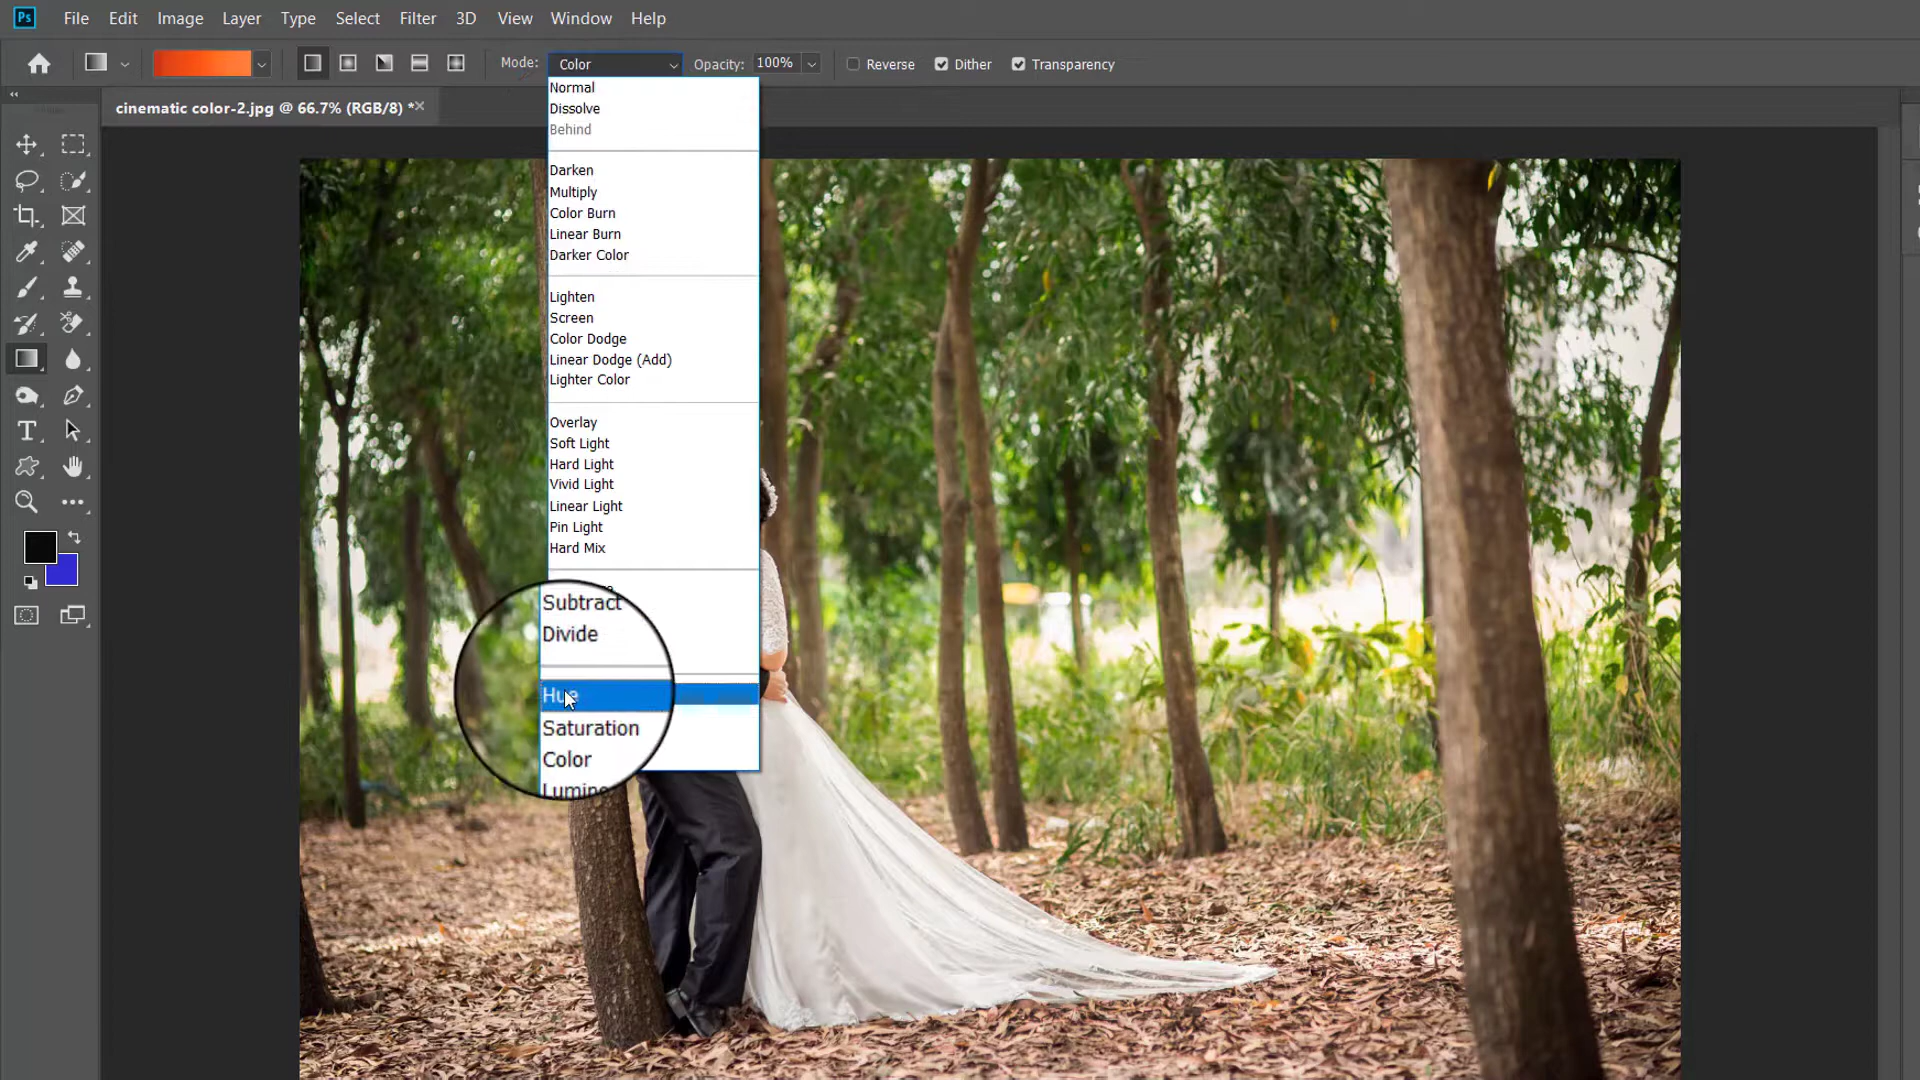 Ps File Edit Image Layer Type Select Filter 3D View Window Help
Mode: Color Opacity: 100% Reverse Dither Transparency
cinematic color-2.jpg @ 66.7% (RGB/8) *
Normal
Dissolve
Behind
Darken
Multiply
Color Burn
Linear Burn
Darker Color
Lighten
Screen
Color Dodge
Linear Dodge (Add)
Lighter Color
Overlay
Soft Light
Hard Light
Vivid Light
Linear Light
Pin Light
Hard Mix
Subtract
Divide
Hue
Saturation
Color